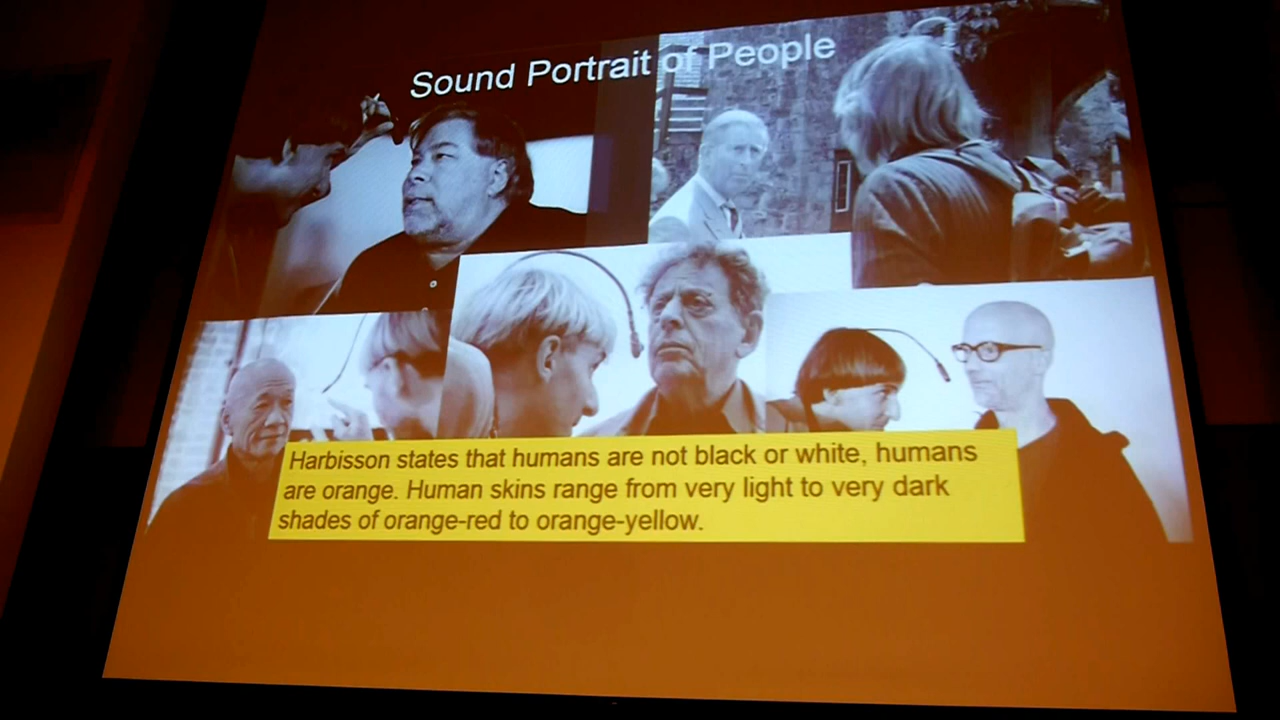 Sound Portrait of People
Harbisson states that humans are not black or white, humans
are orange. Human skins range from very light to very dark
shades of orange-red to orange-yellow.